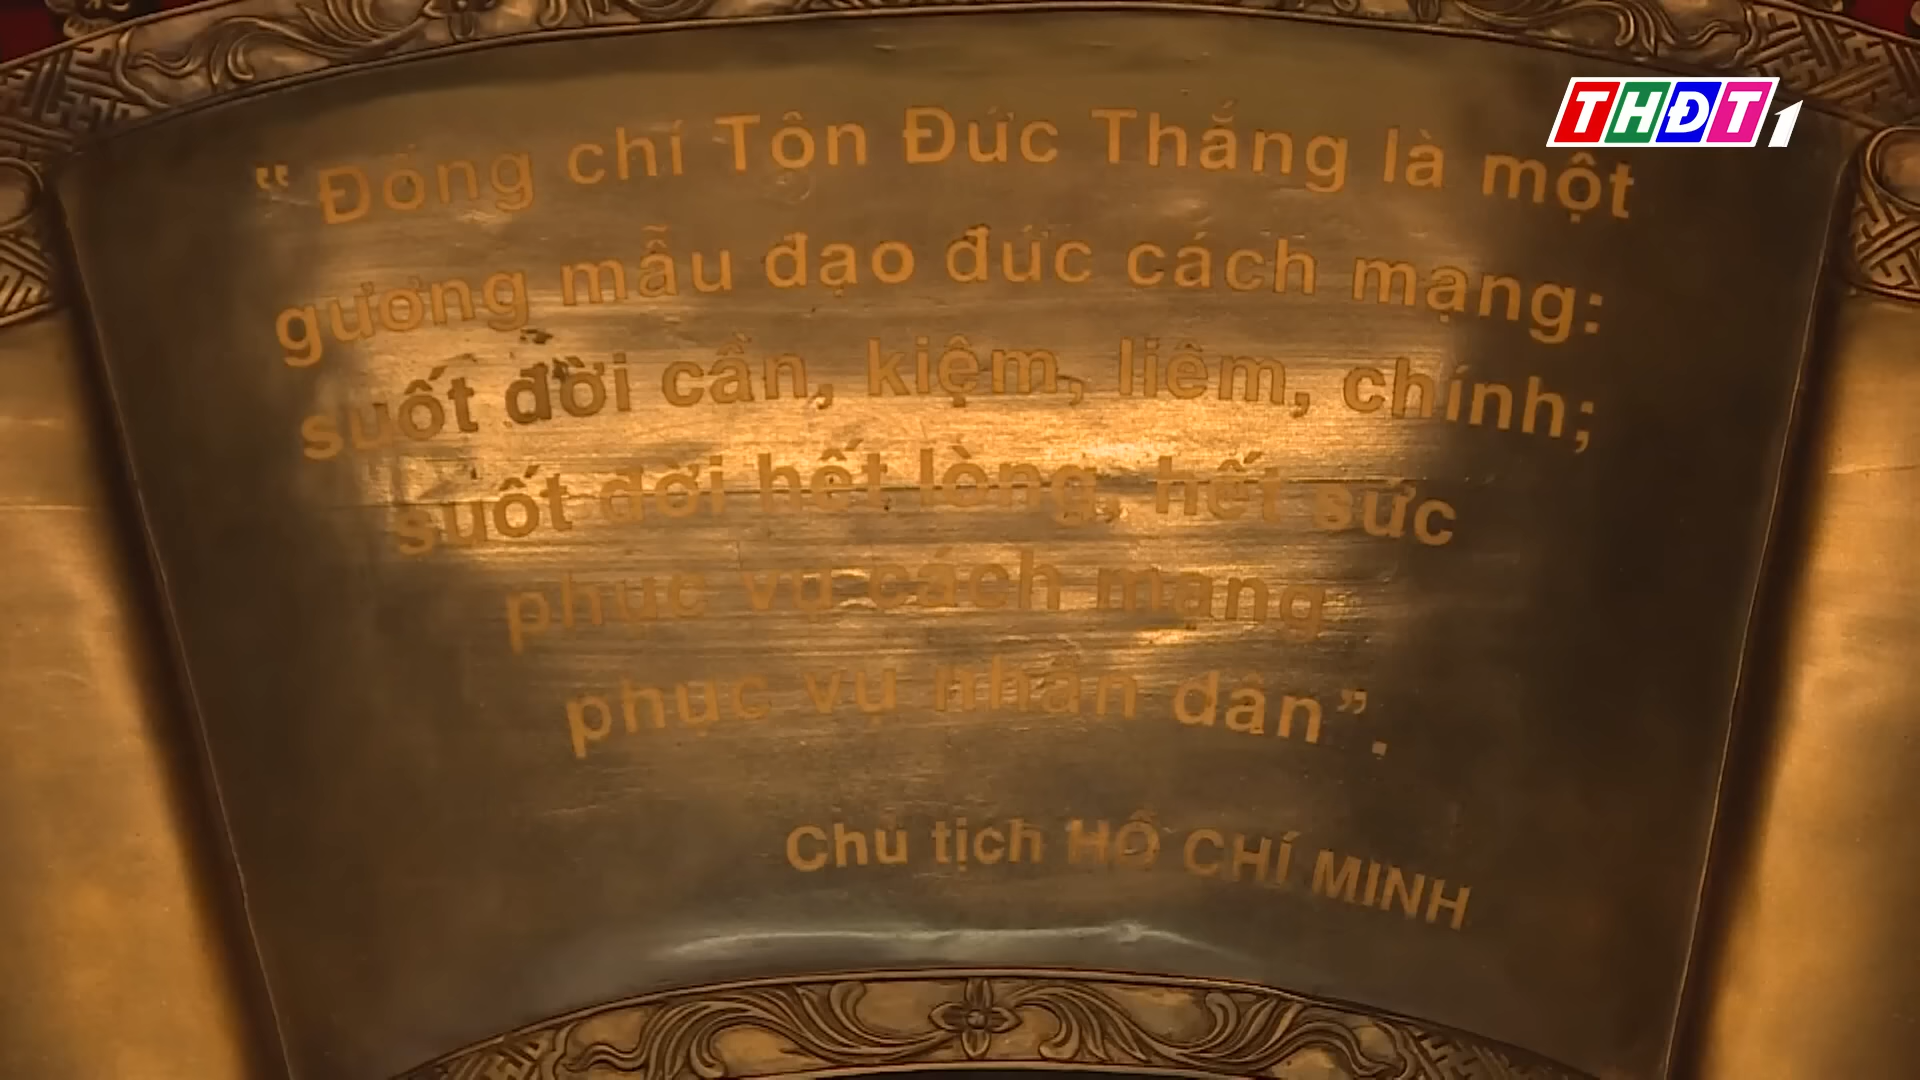 THĐT1
“Đồng chí Tôn Đức Thắng là một
gương mẫu đạo đức cách mạng:
suốt đời cần, kiệm, liêm, chính;
suốt đời hết lòng, hết sức
phục vụ cách mạng
phục vụ nhân dân”.
Chủ tịch HỒ CHÍ MINH